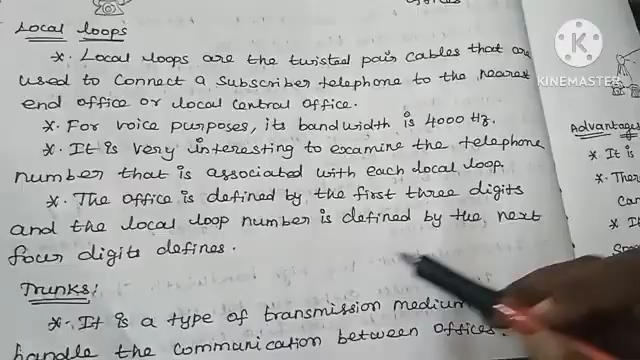 Local loops
*. Local loops are the twisted pair cables that are
used to connect a subscriber telephone to the nearest
end office or local central office.
*. For voice purposes, its bandwidth is 4000 Hz.
*. It is very interesting to examine the telephone
number that is associated with each local loop.
*. The office is defined by the first three digits
and the local loop number is defined by the next
four digits defines.
Trunks:
*. It is a type of transmission medium
handle the communication between offices.
KINEMASTER
Advantages
* It is
* Ther
Can
* It